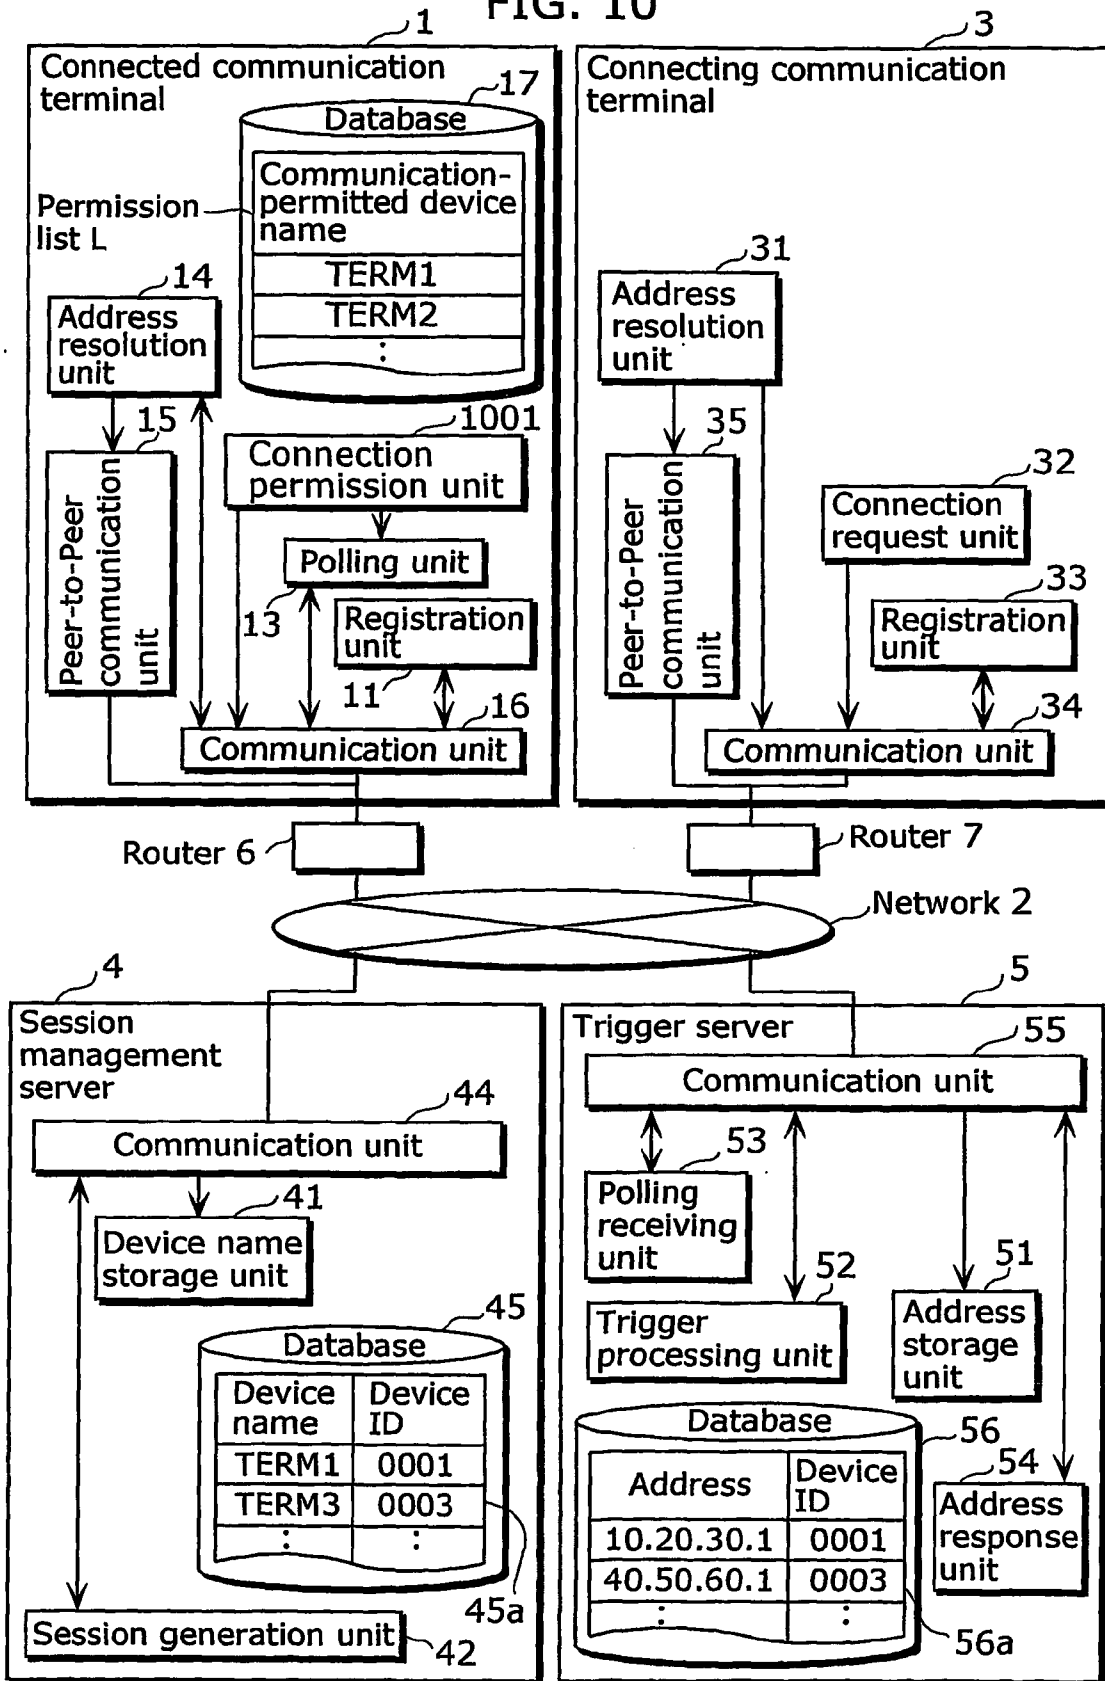 FIG. 10
1
Connected communication
terminal
17
Database
Communication-
permitted device
name
TERM1
TERM2
:
Permission
list L
14
Address
resolution
unit
15
Peer-to-Peer
communication
unit
1001
Connection
permission unit
Polling unit
13
Registration
unit
11
16
Communication unit
3
Connecting communication
terminal
31
Address
resolution
unit
35
Peer-to-Peer
communication
unit
32
Connection
request unit
33
Registration
unit
34
Communication unit
Router 6
Router 7
Network 2
4
Session
management
server
44
Communication unit
41
Device name
storage unit
45
Database
Device
name
Device
ID
TERM1 0001
TERM3 0003
: :
45a
Session generation unit
42
5
Trigger server
55
Communication unit
53
Polling
receiving
unit
52
Trigger
processing unit
51
Address
storage
unit
Database
56
Address
Device
ID
10.20.30.1 0001
40.50.60.1 0003
: :
56a
54
Address
response
unit